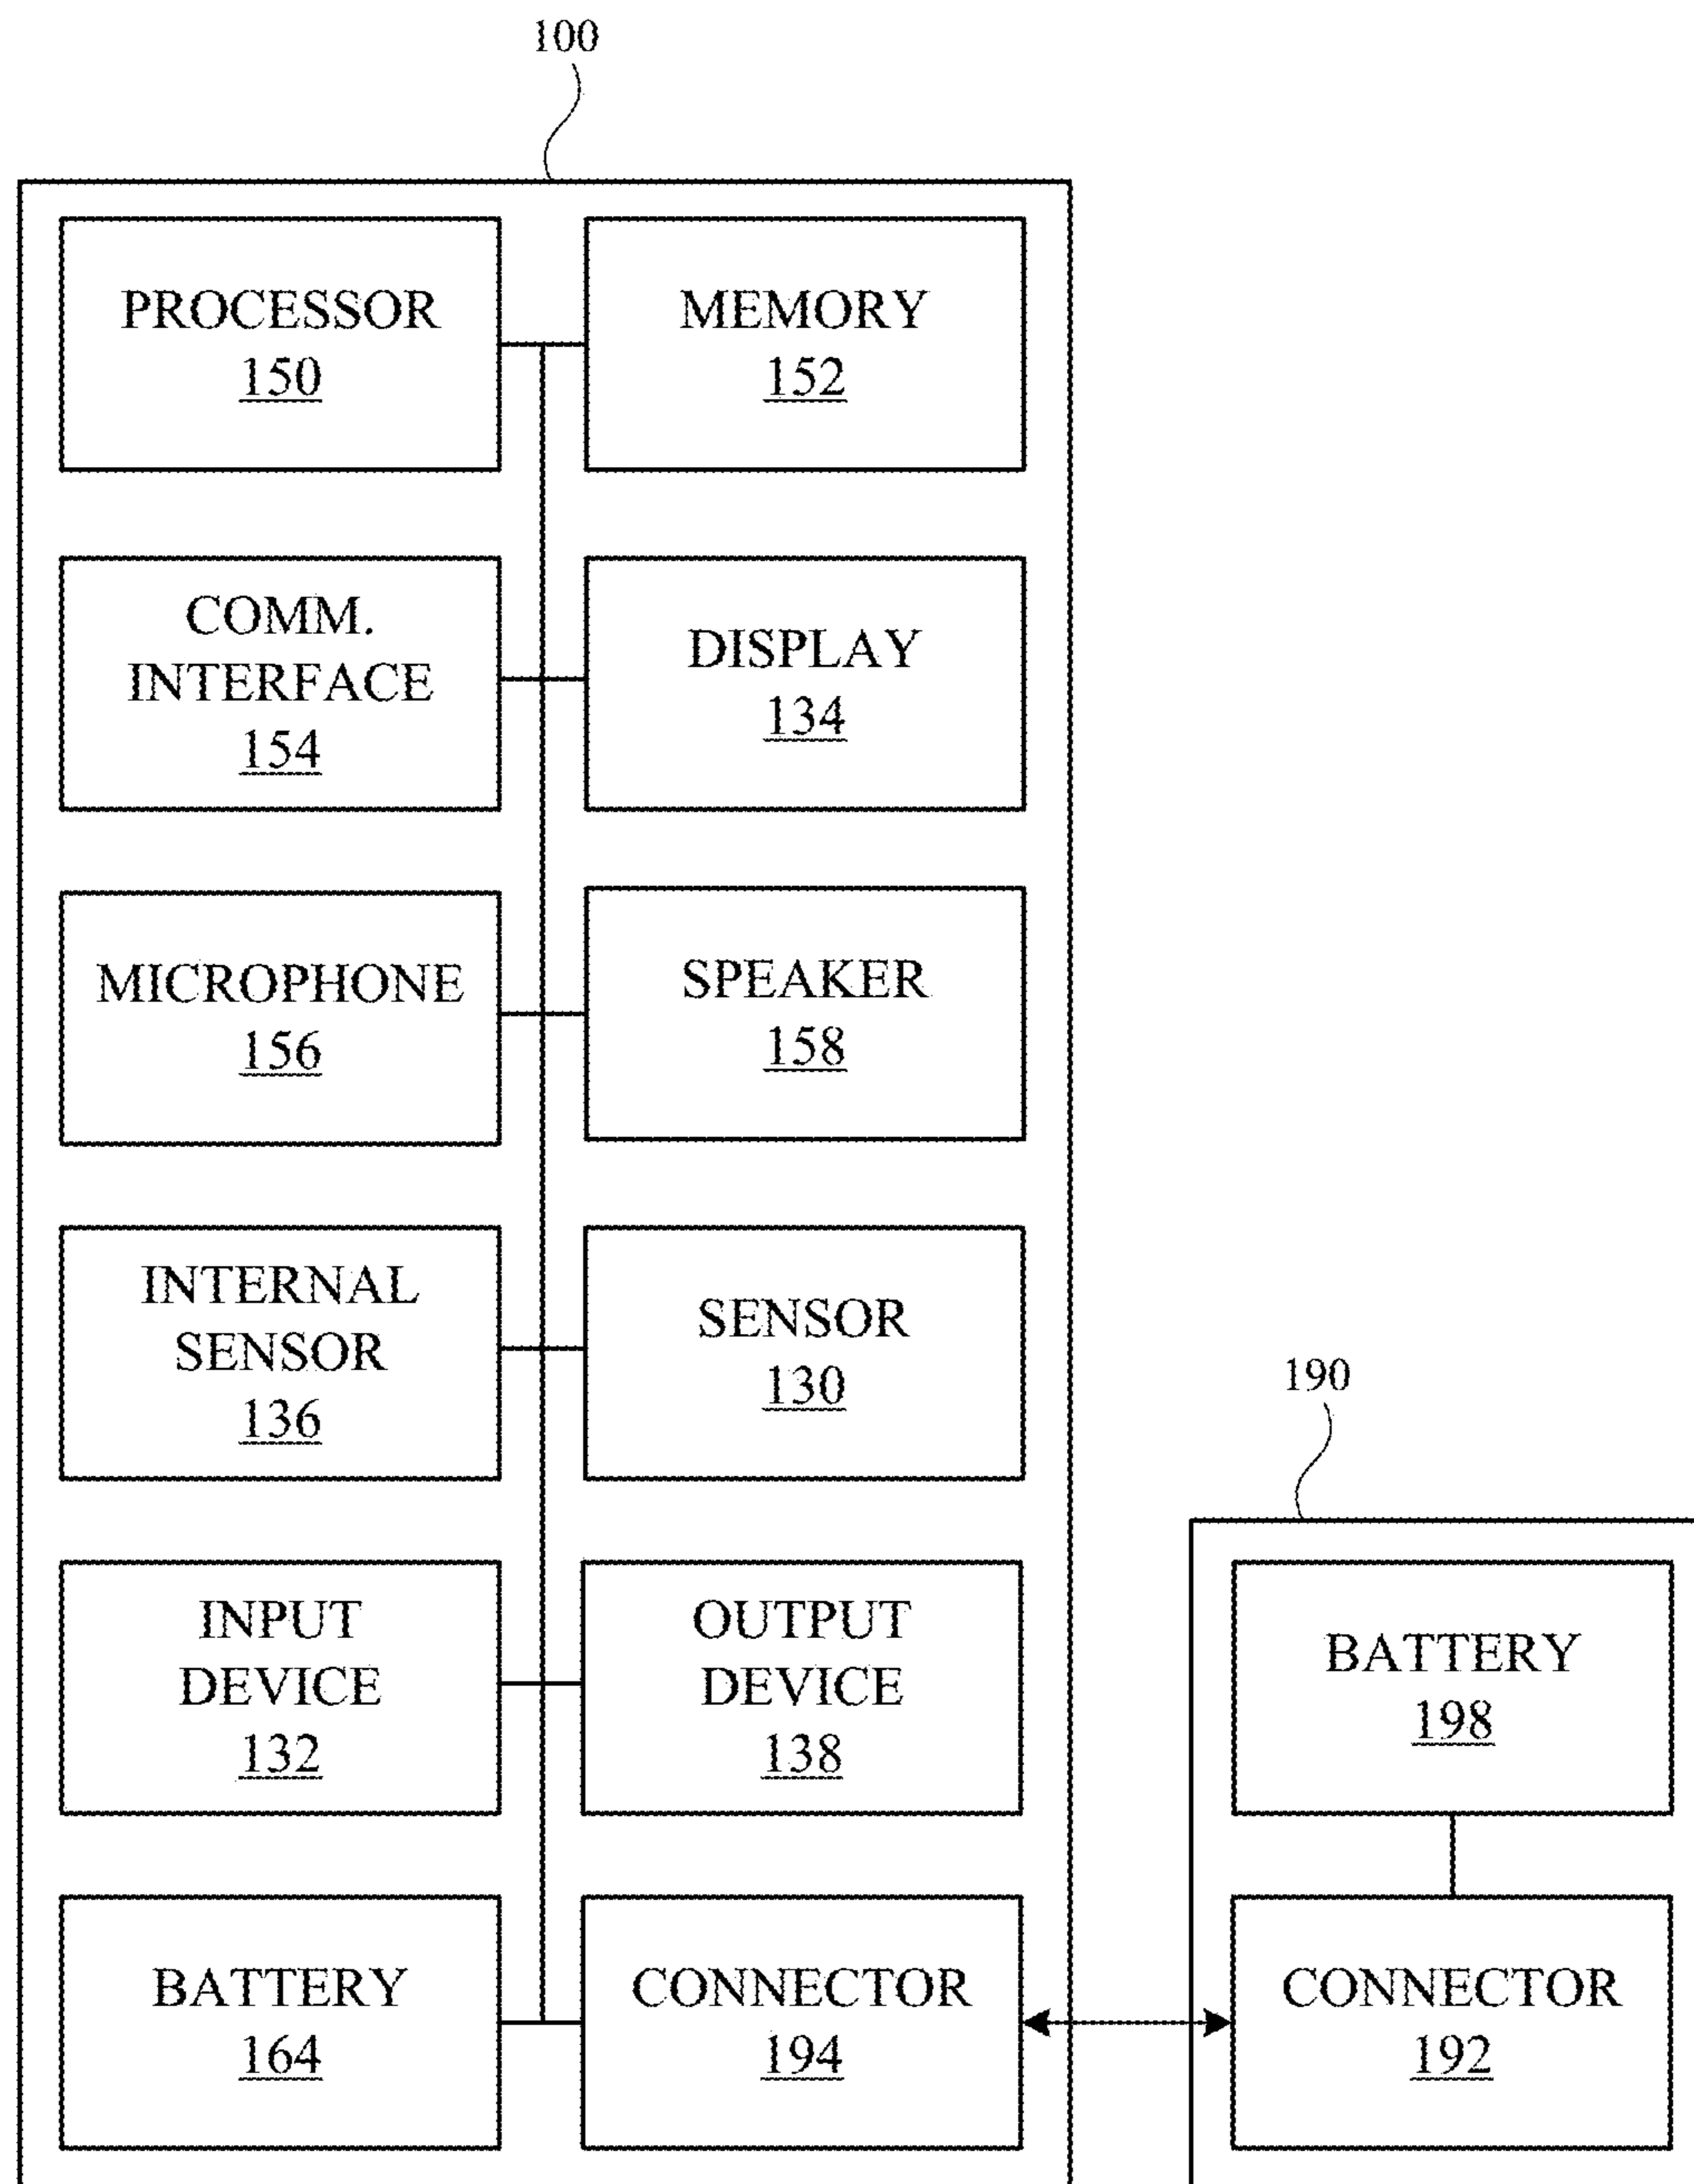 100
PROCESSOR
150
MEMORY
152
COMM.
INTERFACE
154
DISPLAY
134
MICROPHONE
156
SPEAKER
158
INTERNAL
SENSOR
136
SENSOR
130
190
INPUT
DEVICE
132
OUTPUT
DEVICE
138
BATTERY
198
BATTERY
164
CONNECTOR
194
CONNECTOR
192